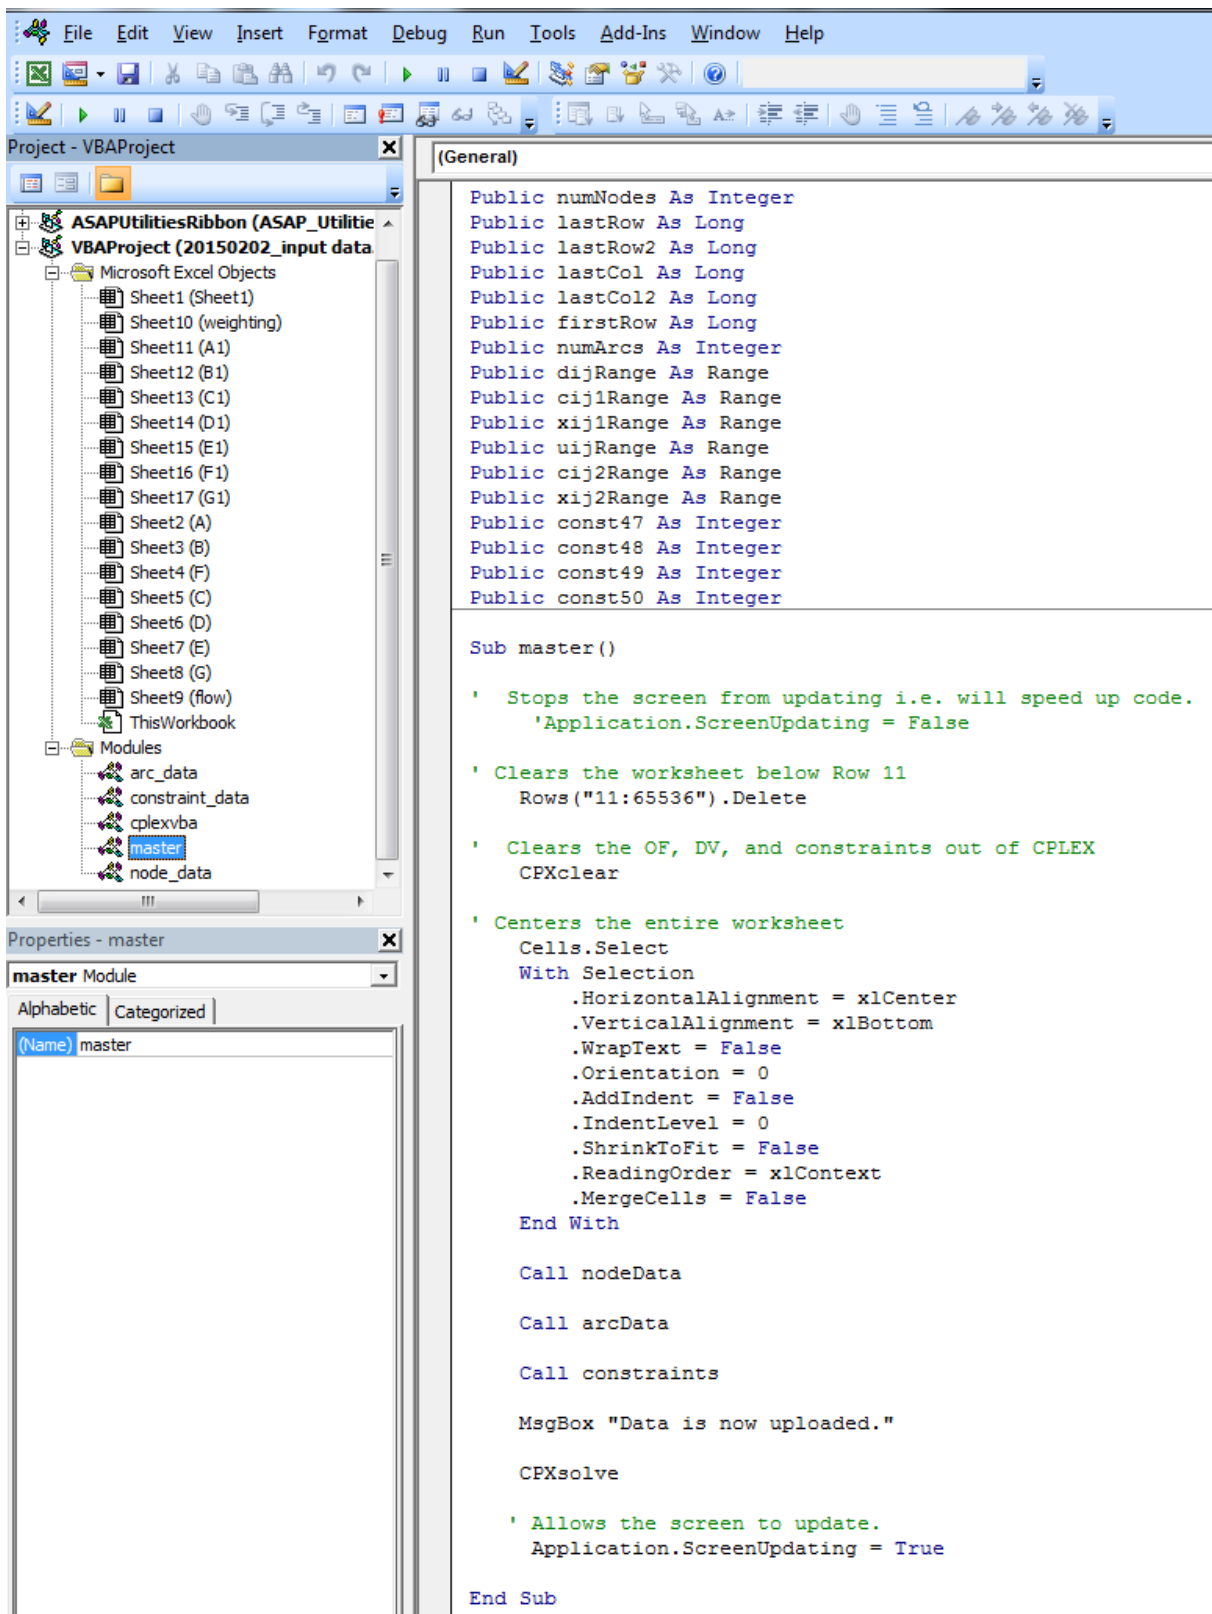 File Edit View Insert Format Debug Run Tools Add-Ins Window Help
Project - VBAProject
ASAPUtilitiesRibbon (ASAP_Utilitie
VBAProject (20150202_input data.
Microsoft Excel Objects
Sheet1 (Sheet1)
Sheet10 (weighting)
Sheet11 (A1)
Sheet12 (B1)
Sheet13 (C1)
Sheet14 (D1)
Sheet15 (E1)
Sheet16 (F1)
Sheet17 (G1)
Sheet2 (A)
Sheet3 (B)
Sheet4 (F)
Sheet5 (C)
Sheet6 (D)
Sheet7 (E)
Sheet8 (G)
Sheet9 (flow)
ThisWorkbook
Modules
arc_data
constraint_data
cplexvba
master
node_data
Properties - master
master Module
Alphabetic Categorized
(Name) master
(General)
Public numNodes As Integer
Public lastRow As Long
Public lastRow2 As Long
Public lastCol As Long
Public lastCol2 As Long
Public firstRow As Long
Public numArcs As Integer
Public dijRange As Range
Public cij1Range As Range
Public xij1Range As Range
Public uijRange As Range
Public cij2Range As Range
Public xij2Range As Range
Public const47 As Integer
Public const48 As Integer
Public const49 As Integer
Public const50 As Integer
Sub master()
' Stops the screen from updating i.e. will speed up code.
'Application.ScreenUpdating = False
' Clears the worksheet below Row 11
Rows("11:65536").Delete
' Clears the OF, DV, and constraints out of CPLEX
CPXclear
' Centers the entire worksheet
Cells.Select
With Selection
.HorizontalAlignment = xlCenter
.VerticalAlignment = xlBottom
.WrapText = False
.Orientation = 0
.AddIndent = False
.IndentLevel = 0
.ShrinkToFit = False
.ReadingOrder = xlContext
.MergeCells = False
End With
Call nodeData
Call arcData
Call constraints
MsgBox "Data is now uploaded."
CPXsolve
' Allows the screen to update.
Application.ScreenUpdating = True
End Sub